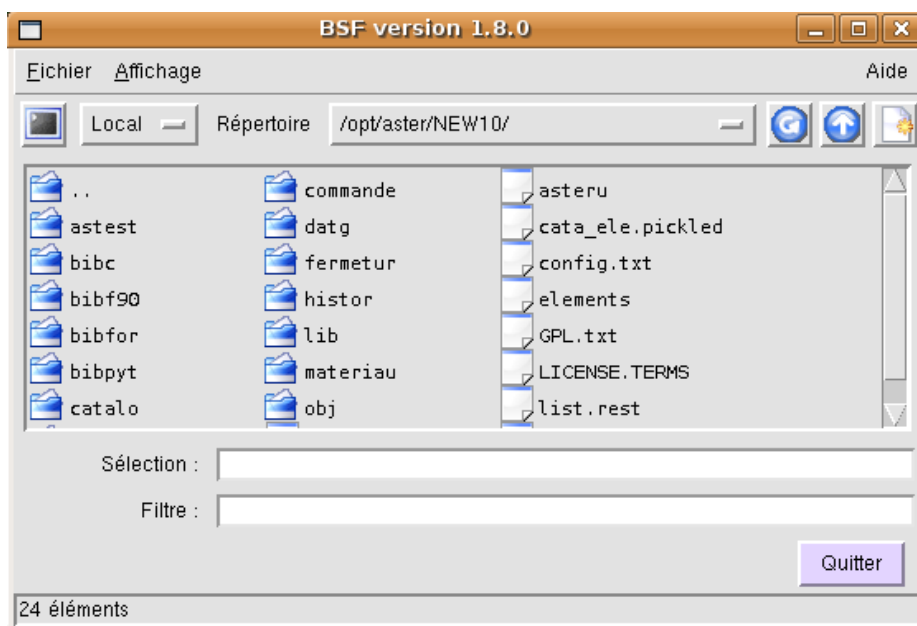 BSF version 1.8.0
Fichier Affichage Aide
Local Répertoire /opt/aster/NEW10/
.. commande asteru
astest datg cata_ele.pickled
bibc fermetur config.txt
bibf90 histor elements
bibfor lib GPL.txt
bibpyt materiau LICENSE.TERMS
catalo obj list.rest
Sélection :
Filtre :
Quitter
24 éléments